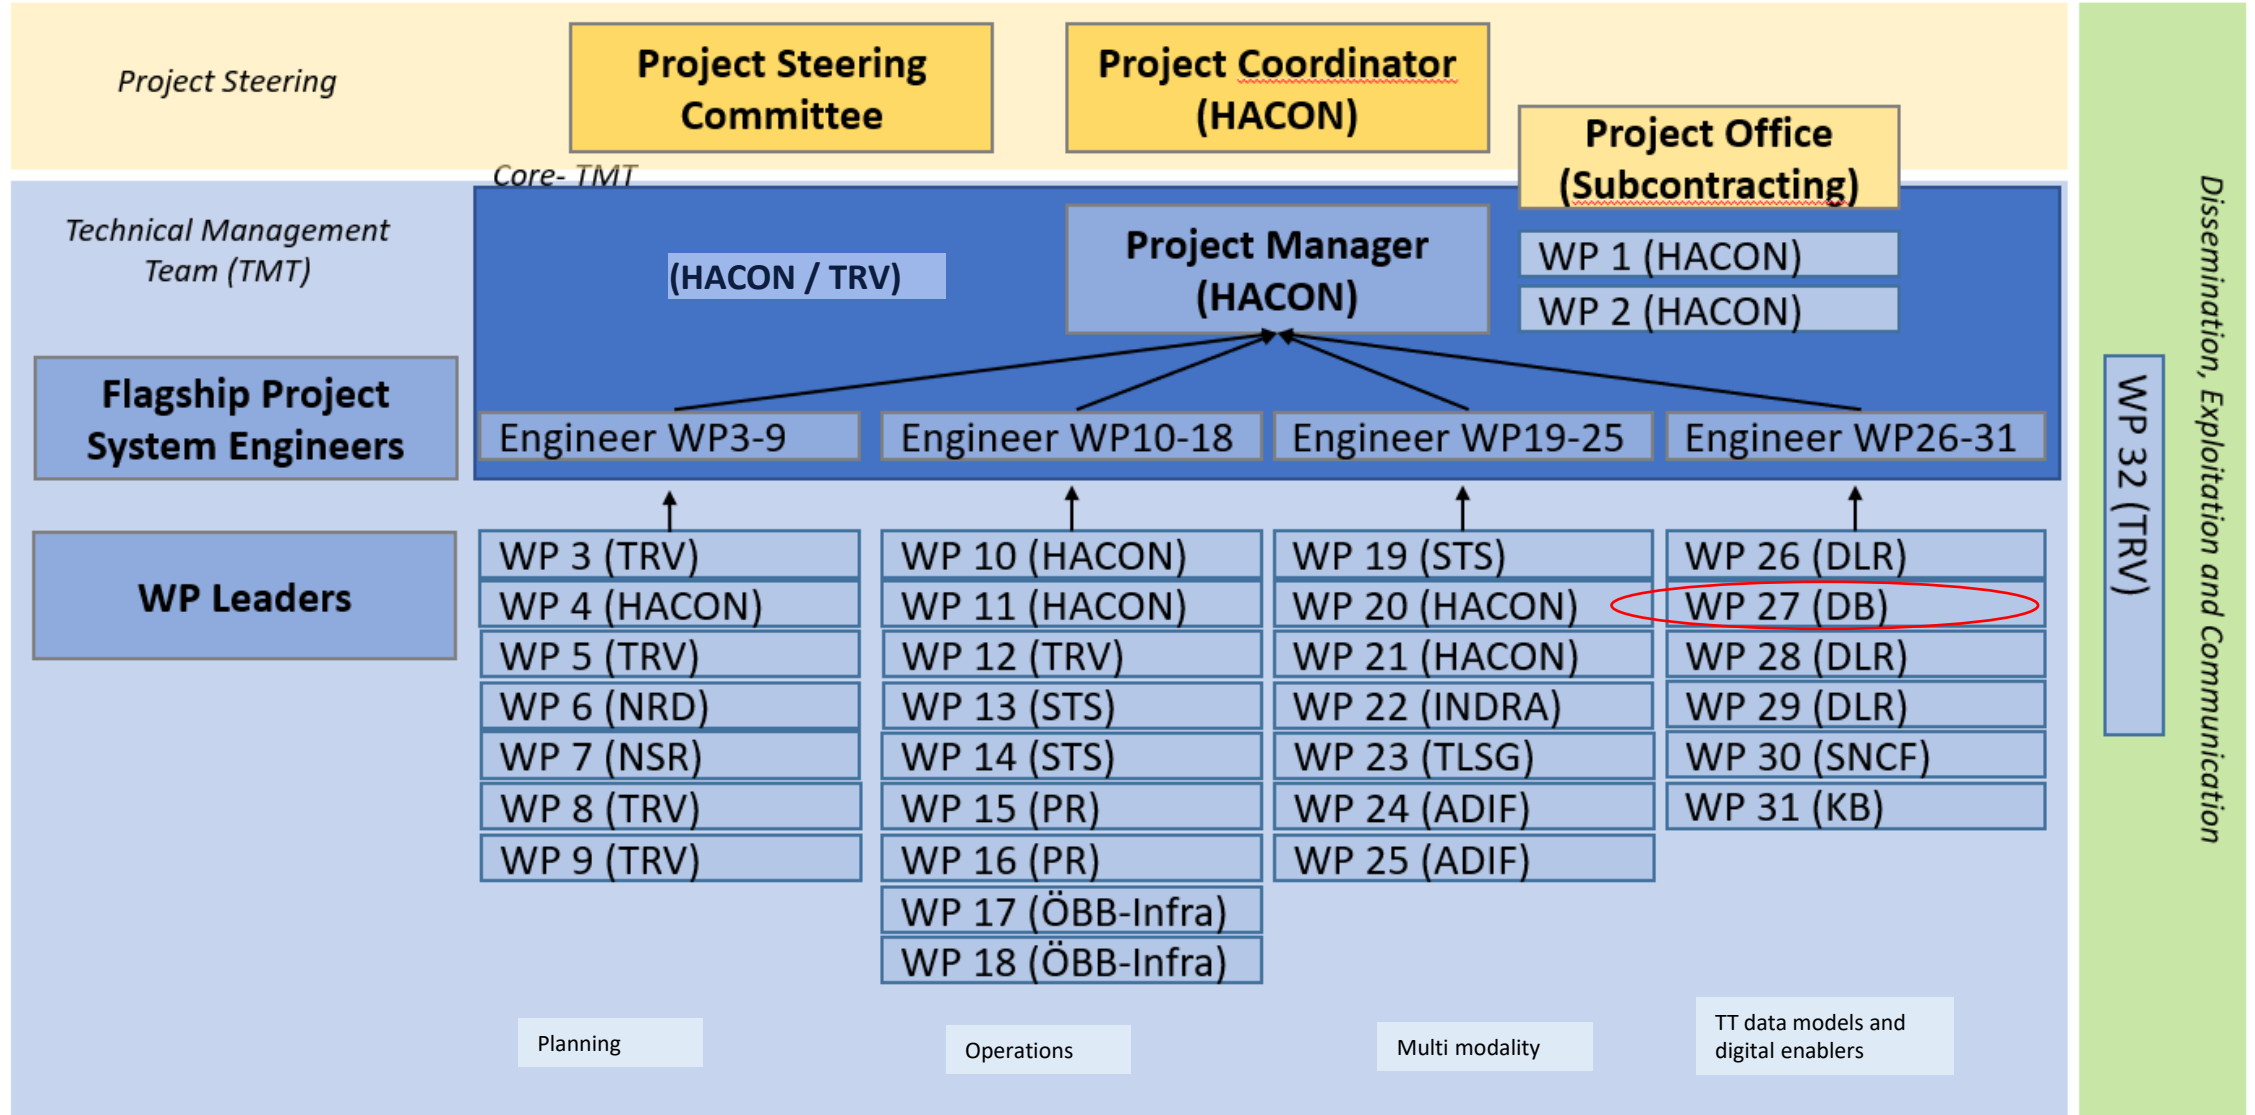 Project Steering
Project Steering
Committee
Project Coordinator
(HACON)
Project Office
(Subcontracting)
Core- TMT
Technical Management
Team (TMT)
(HACON / TRV)
Project Manager
(HACON)
WP 1 (HACON)
WP 2 (HACON)
Flagship Project
System Engineers
Engineer WP3-9
Engineer WP10-18
Engineer WP19-25
Engineer WP26-31
WP Leaders
WP 3 (TRV)
WP 4 (HACON)
WP 5 (TRV)
WP 6 (NRD)
WP 7 (NSR)
WP 8 (TRV)
WP 9 (TRV)
Planning
WP 10 (HACON)
WP 11 (HACON)
WP 12 (TRV)
WP 13 (STS)
WP 14 (STS)
WP 15 (PR)
WP 16 (PR)
WP 17 (ÖBB-Infra)
WP 18 (ÖBB-Infra)
Operations
WP 19 (STS)
WP 20 (HACON)
WP 21 (HACON)
WP 22 (INDRA)
WP 23 (TLSG)
WP 24 (ADIF)
WP 25 (ADIF)
Multi modality
WP 26 (DLR)
WP 27 (DB)
WP 28 (DLR)
WP 29 (DLR)
WP 30 (SNCF)
WP 31 (KB)
TT data models and
digital enablers
WP 32 (TRV)
Dissemination, Exploitation and Communication